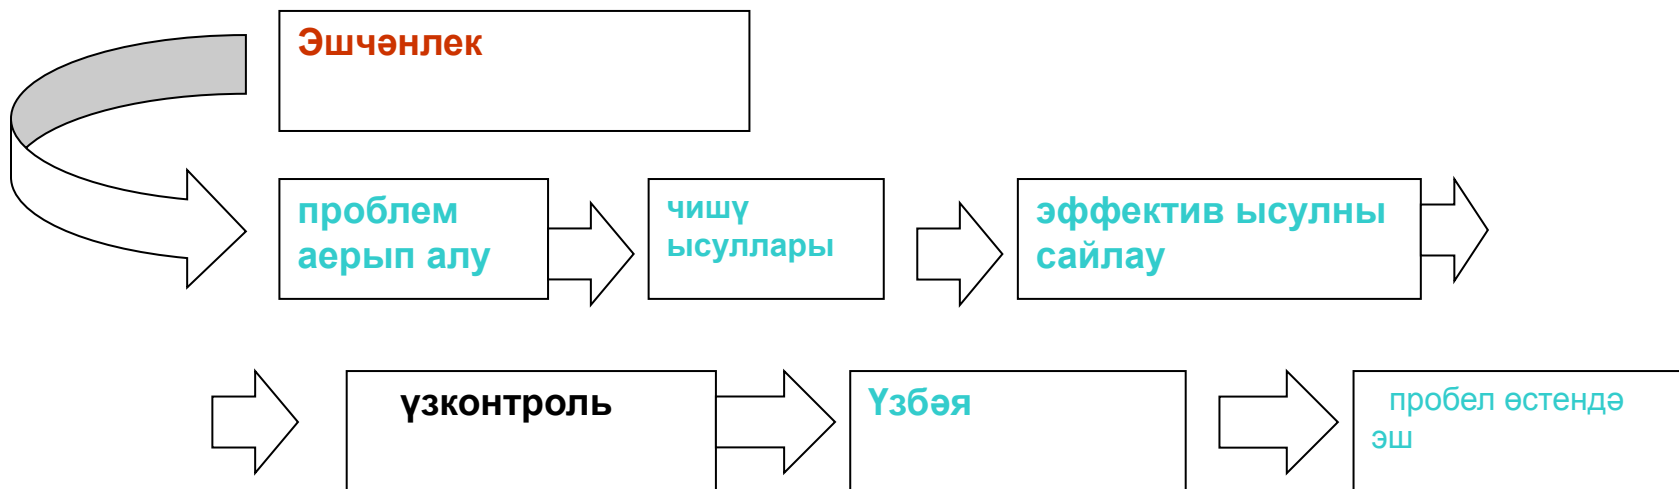 Эшчәнлек
проблем
аерып алу
чишү
ысуллары
эффектив ысулны
сайлау
үзконтроль
Үзбәя
пробел өстендә
эш